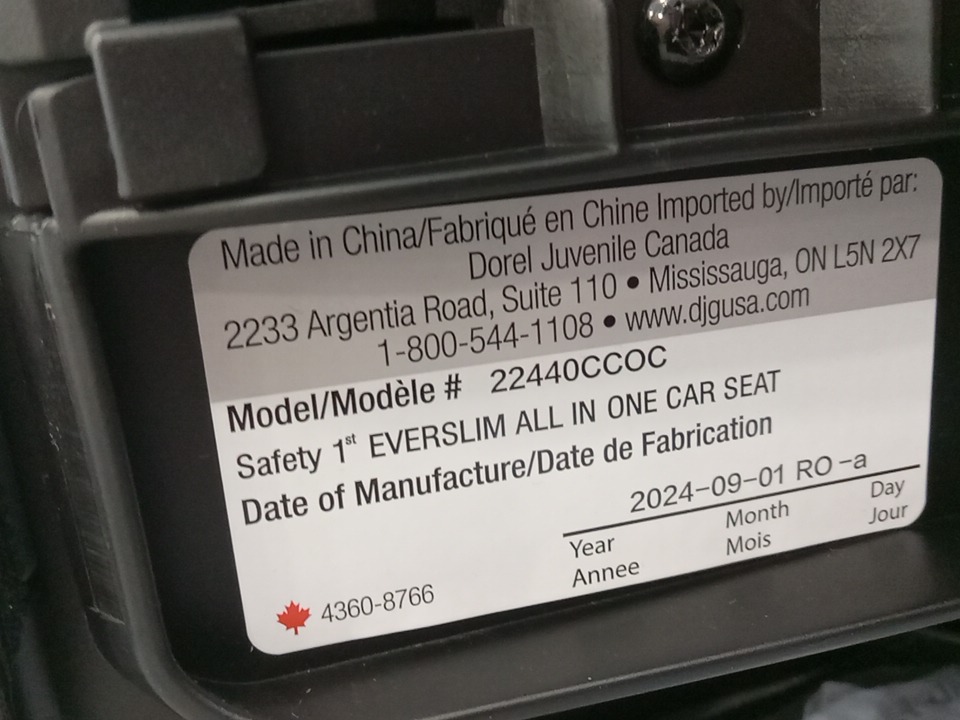 Made in China/Fabriqué en Chine Imported by/Importé par:
Dorel Juvenile Canada
2233 Argentia Road, Suite 110 • Mississauga, ON L5N 2X7
1-800-544-1108 • www.djgusa.com
Model/Modèle # 22440CCOC
Safety 1st EVERSLIM ALL IN ONE CAR SEAT
Date of Manufacture/Date de Fabrication
2024-09-01 RO-a
Year Month Day
Annee Mois Jour
4360-8766